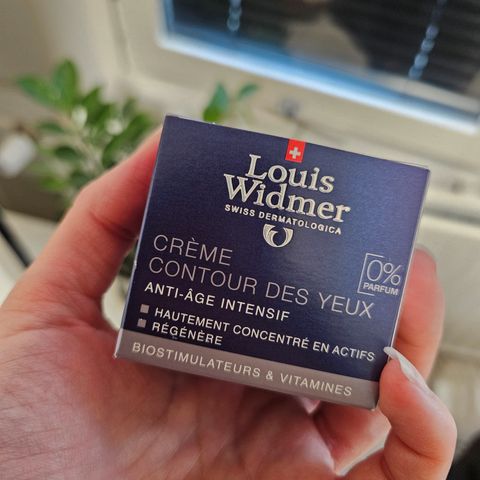 Louis
Widmer
SWISS DERMATOLOGICA
CRÈME
CONTOUR DES YEUX
0%
PARFUM
ANTI-ÂGE INTENSIF
HAUTEMENT CONCENTRÉ EN ACTIFS
RÉGÉNÈRE
BIOSTIMULATEURS & VITAMINES